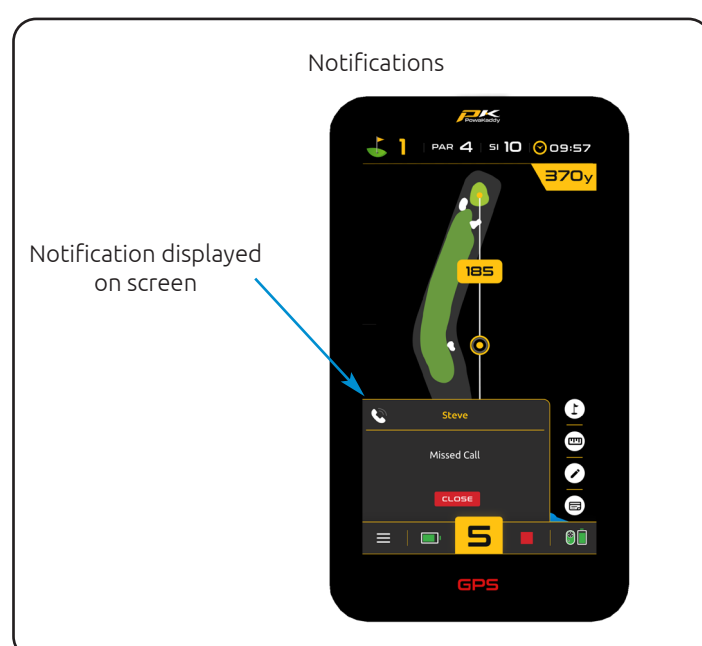 Notifications
PK
PowaKaddy
1 PAR 4 SI 10 09:57
370y
Notification displayed
on screen
185
Steve
Missed Call
CLOSE
5
GPS